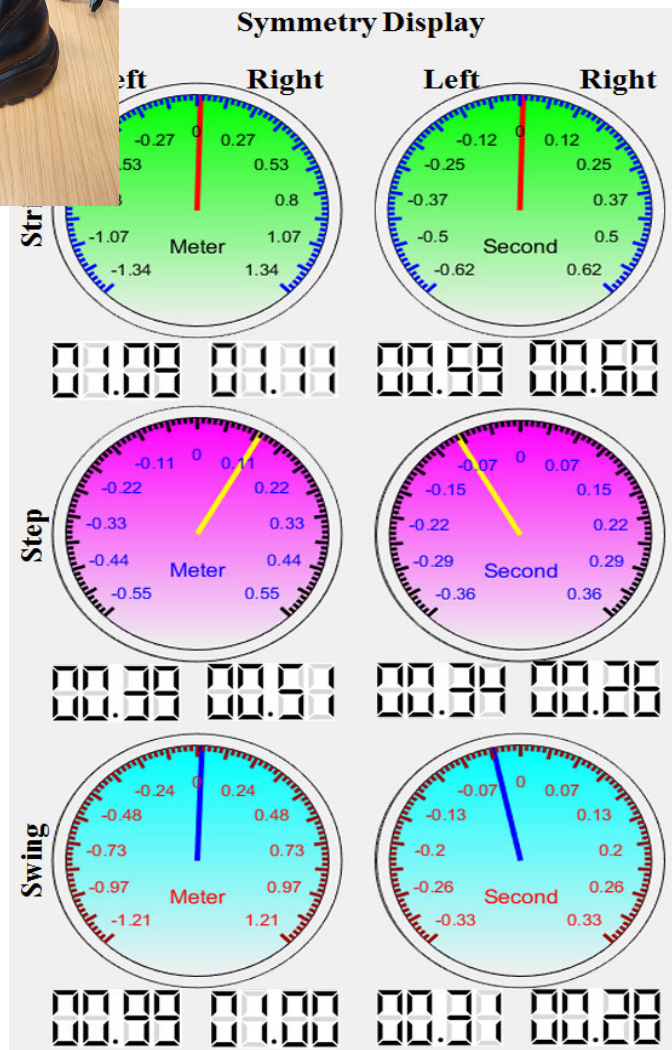 Symmetry Display
Right Left Right
0 0
-0.27 0.27 -0.12 0.12
0.53 -0.25 0.25
0.8 -0.37 0.37
-1.07 1.07 -0.5 0.5
Meter Second
-1.34 1.34 -0.62 0.62
01.09 01.11 00.59 00.60
Step
0 0
-0.11 0.11 -0.07 0.07
-0.22 0.22 -0.15 0.15
-0.33 0.33 -0.22 0.22
-0.44 0.44 -0.29 0.29
Meter Second
-0.55 0.55 -0.36 0.36
00.39 00.51 00.34 00.26
Swing
0 0
-0.24 0.24 -0.07 0.07
-0.48 0.48 -0.13 0.13
-0.73 0.73 -0.2 0.2
-0.97 0.97 -0.26 0.26
Meter Second
-1.21 1.21 -0.33 0.33
00.99 01.00 00.31 00.28